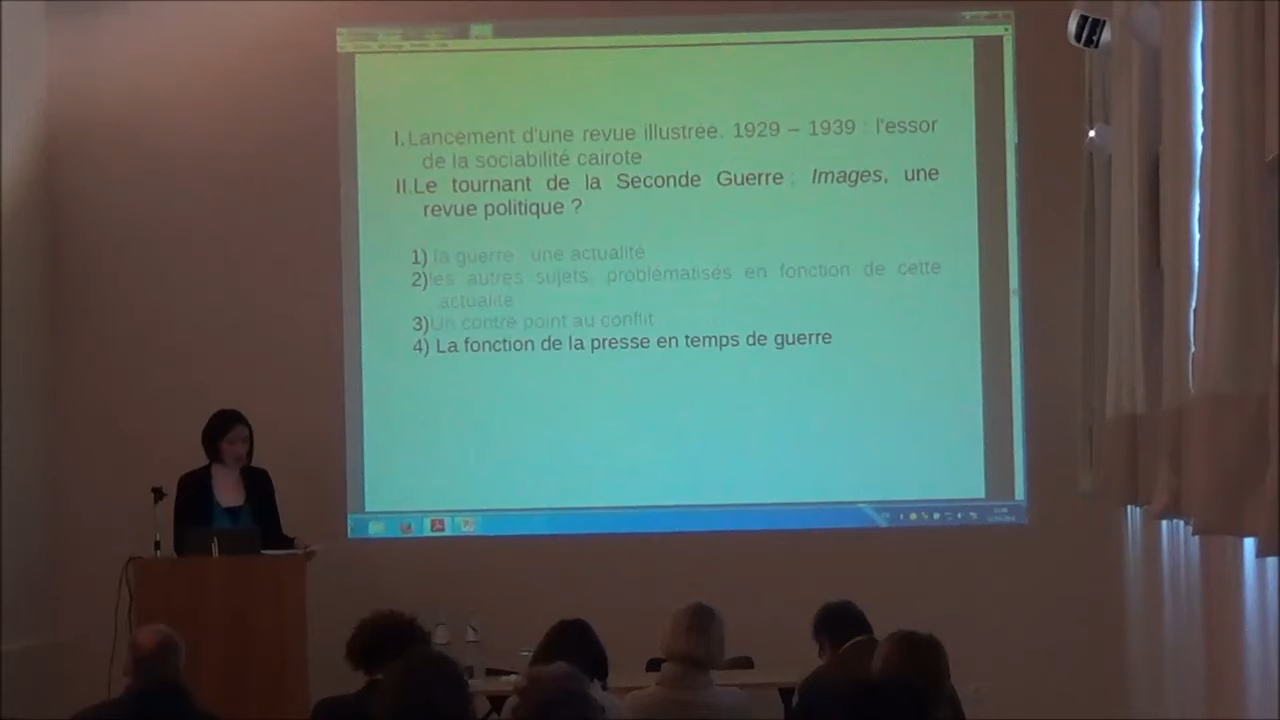 I. Lancement d'une revue illustrée. 1929 – 1939 : l'essor
de la sociabilité cairote
II. Le tournant de la Seconde Guerre : Images, une
revue politique ?
1) la guerre : une actualité
2) les autres sujets, problématisés en fonction de cette
actualité
3) Un contre point au conflit
4) La fonction de la presse en temps de guerre